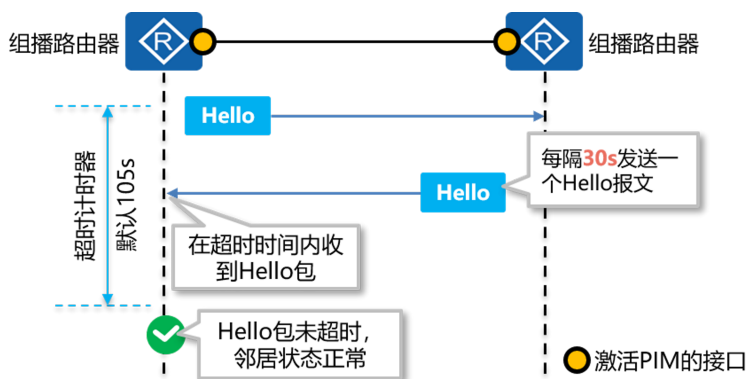 组播路由器
R
R
组播路由器
Hello
每隔30s发送一
个Hello报文
Hello
超时计时器
默认105s
在超时时间内收
到Hello包
Hello包未超时，
邻居状态正常
激活PIM的接口